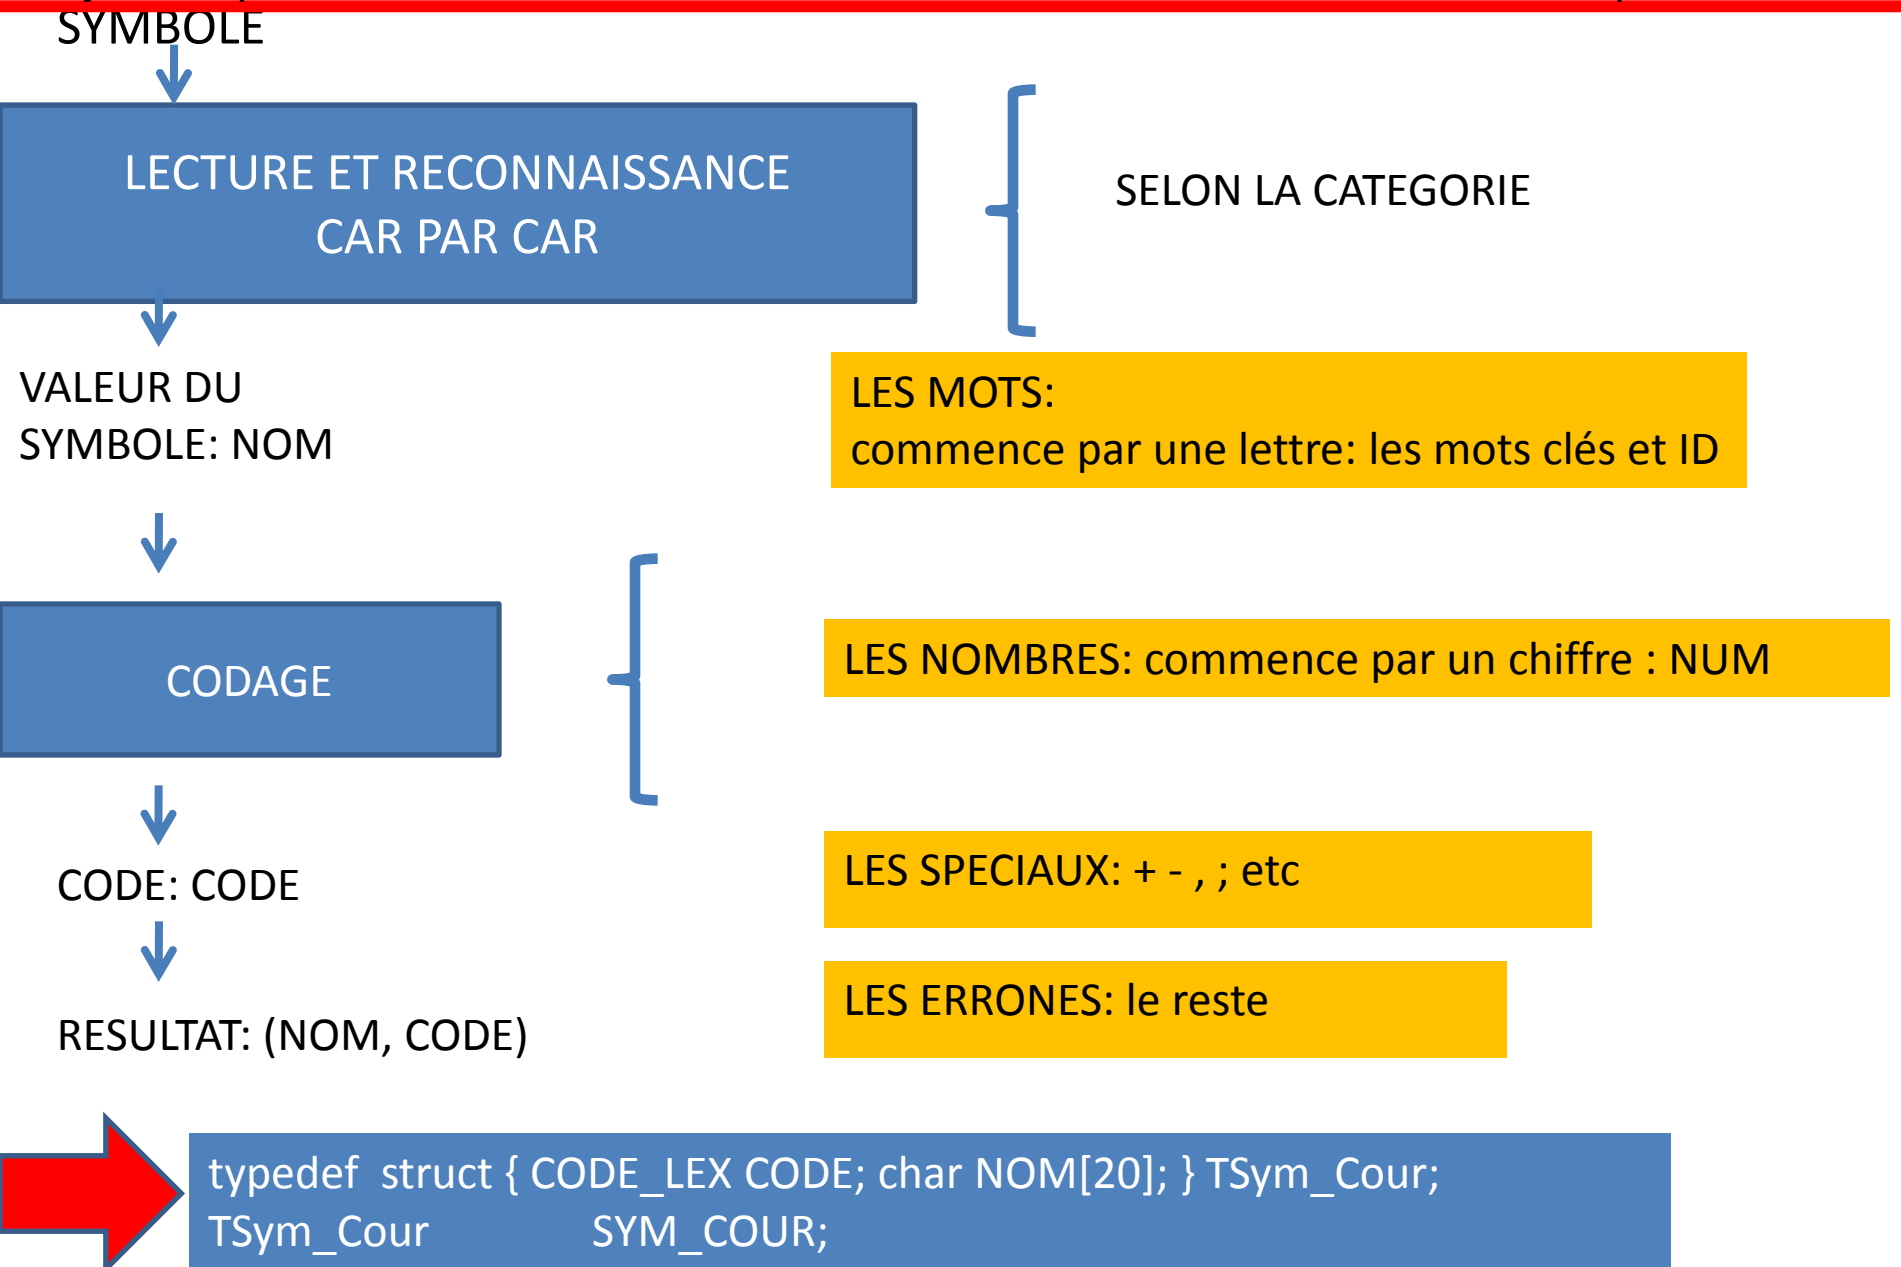 SYMBOLE
LECTURE ET RECONNAISSANCE
CAR PAR CAR
SELON LA CATEGORIE
VALEUR DU
SYMBOLE: NOM
LES MOTS:
commence par une lettre: les mots clés et ID
CODAGE
LES NOMBRES: commence par un chiffre : NUM
CODE: CODE
LES SPECIAUX: + - , ; etc
RESULTAT: (NOM, CODE)
LES ERRONES: le reste
typedef struct { CODE_LEX CODE; char NOM[20]; } TSym_Cour;
TSym_Cour SYM_COUR;